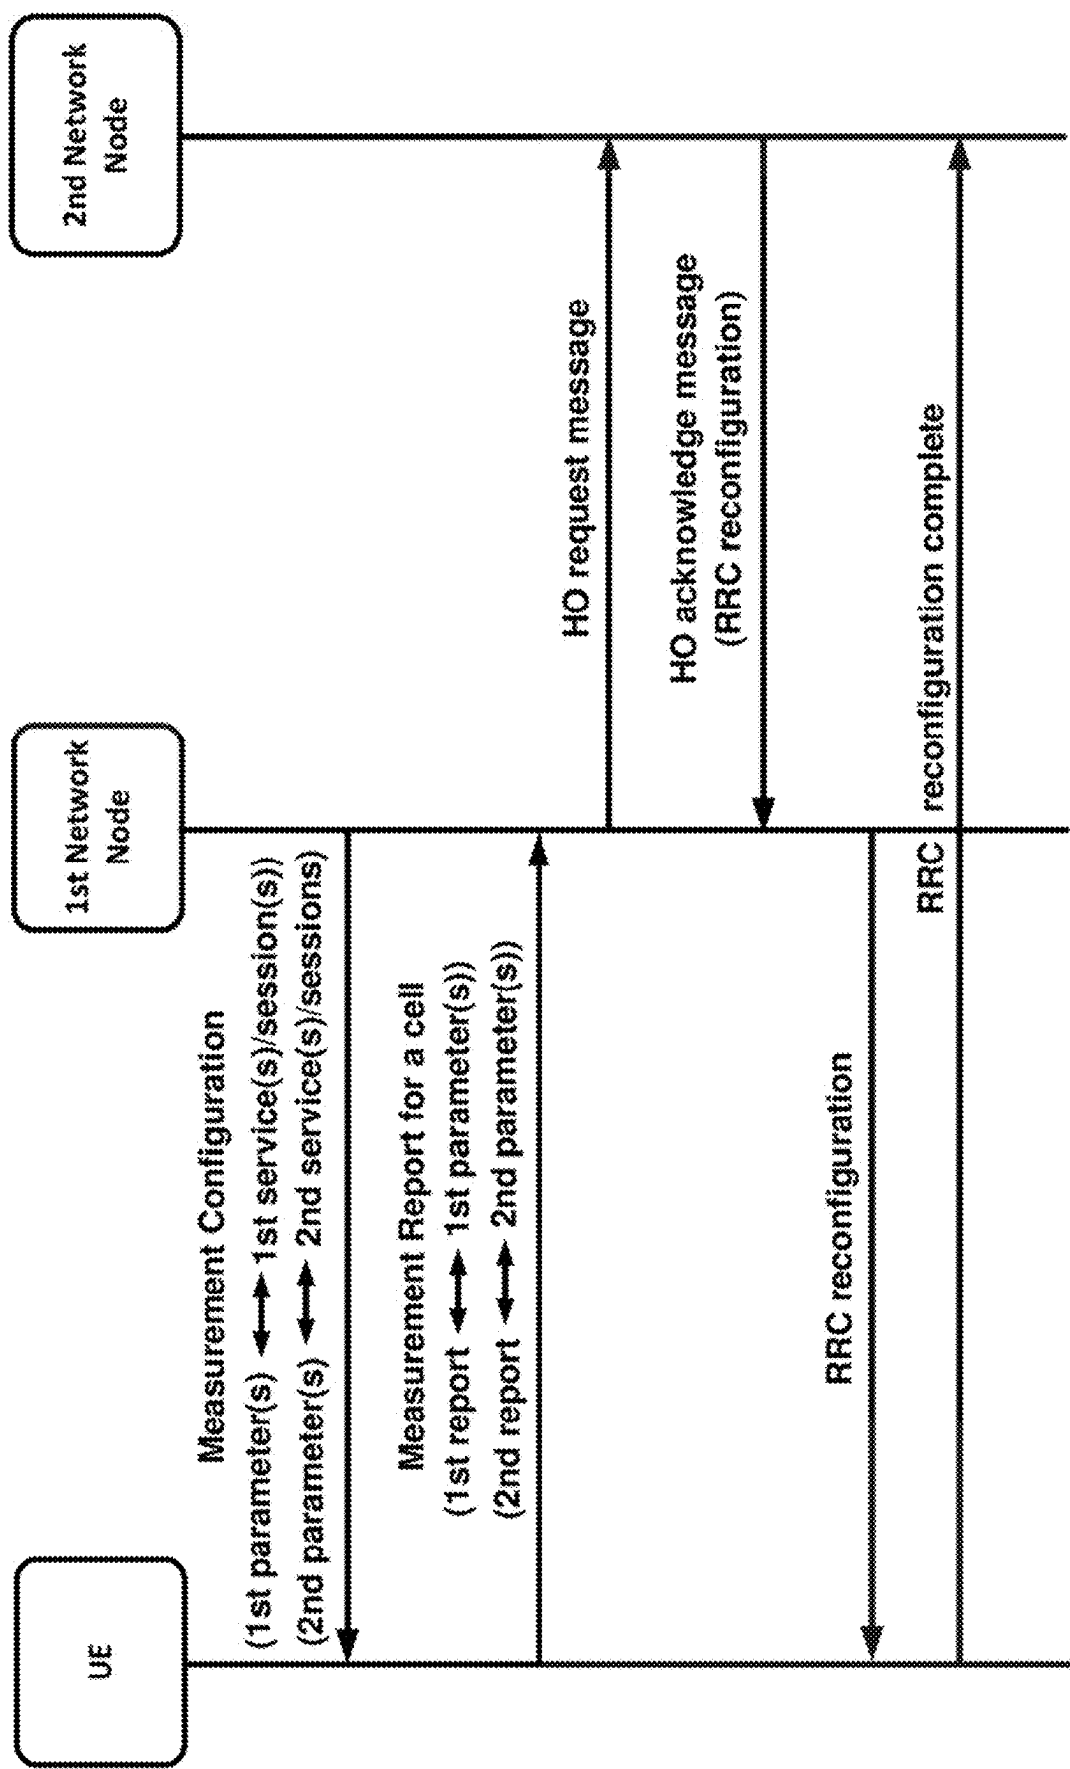 UE
1st Network
Node
2nd Network
Node
Measurement Configuration
(1st parameter(s) 1st service(s)/session(s))
(2nd parameter(s) 2nd service(s)/sessions)
Measurement Report for a cell
(1st report 1st parameter(s))
(2nd report 2nd parameter(s))
HO request message
HO acknowledge message
(RRC reconfiguration)
RRC reconfiguration
RRC reconfiguration complete